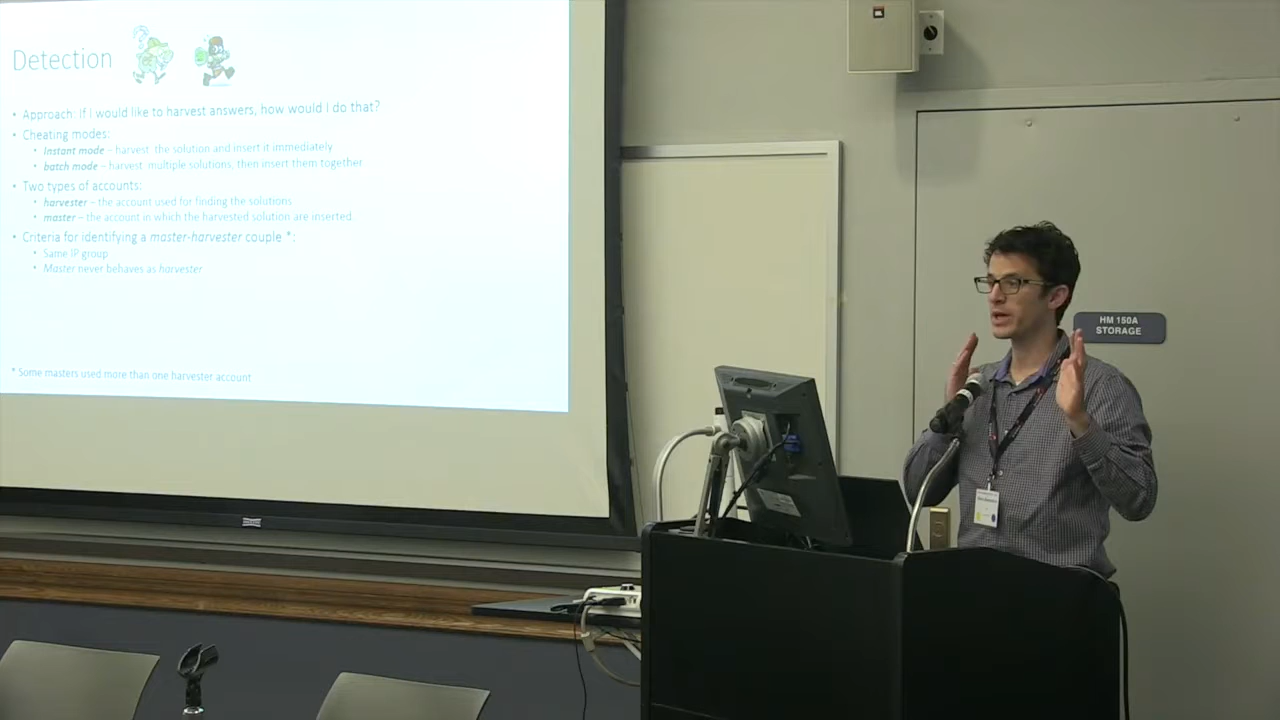 Detection
• Approach: if I would like to harvest answers, how would I do that?
• Cheating modes:
• Instant mode – harvest the solution and insert it immediately
• batch mode – harvest multiple solutions, then insert them together
• Two types of accounts:
• harvester – the account used for finding the solutions
• master – the account in which the harvested solution are inserted.
• Criteria for identifying a master-harvester couple *:
• Same IP group
• Master never behaves as harvester
* Some masters used more than one harvester account
HM 150A
STORAGE